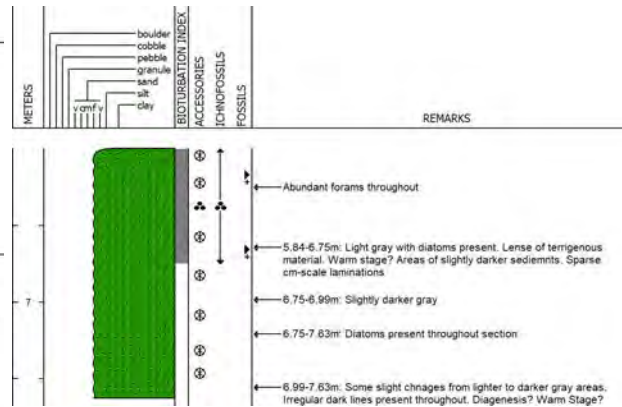 boulder
cobble
pebble
granule
sand
silt
clay
v cmf v
METERS
BIOTURBATION INDEX
ACCESSORIES
ICHNOFOSSILS
FOSSILS
REMARKS
Abundant forams throughout
5.84-6.75m: Light gray with diatoms present. Lense of terrigenous
material. Warm stage? Areas of slightly darker sediemnts. Sparse
cm-scale laminations
7
6.75-6.99m: Slightly darker gray
6.75-7.63m: Diatoms present throughout section
6.99-7.63m: Some slight chnages from lighter to darker gray areas.
Irregular dark lines present throughout. Diagenesis? Warm Stage?